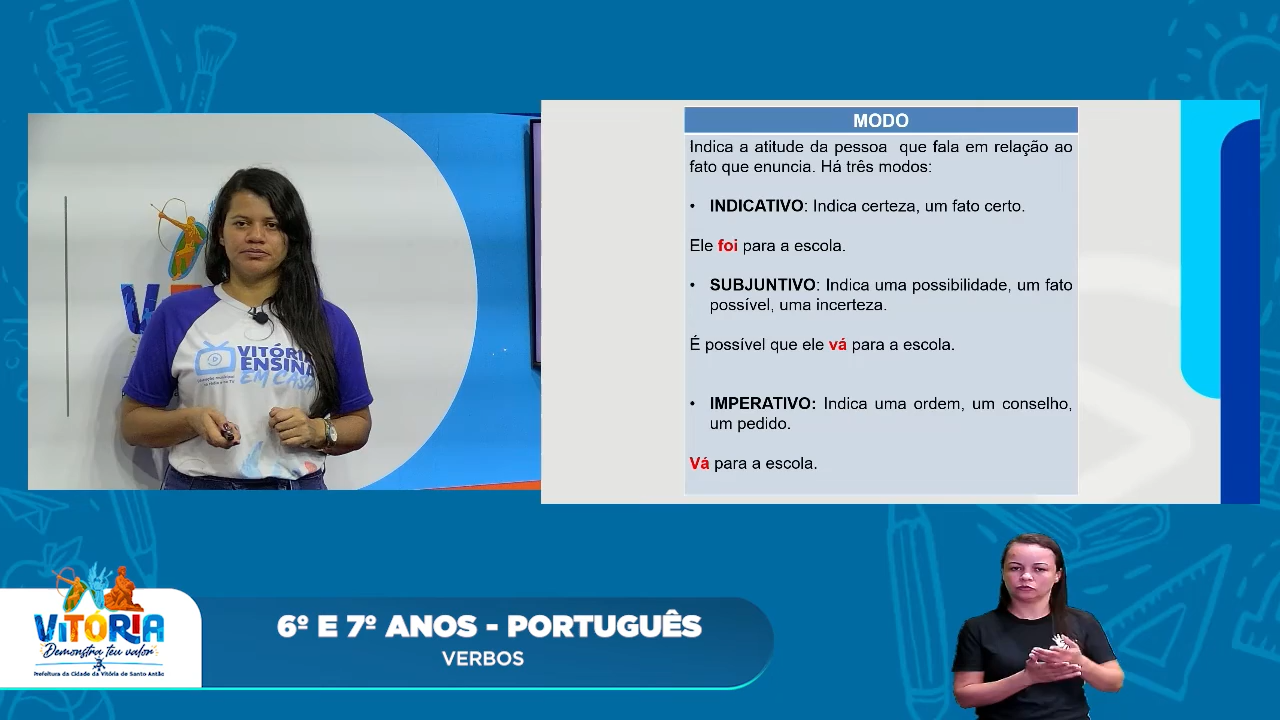 MODO
Indica a atitude da pessoa que fala em relação ao
fato que enuncia. Há três modos:
• INDICATIVO: Indica certeza, um fato certo.
Ele foi para a escola.
• SUBJUNTIVO: Indica uma possibilidade, um fato
possível, uma incerteza.
É possível que ele vá para a escola.
• IMPERATIVO: Indica uma ordem, um conselho,
um pedido.
Vá para a escola.
VITÓRIA
ENSINA
EM CASA
VITÓRIA
Demonstra teu valor
Prefeitura da Cidade da Vitória de Santo Antão
6º E 7º ANOS - PORTUGUÊS
VERBOS